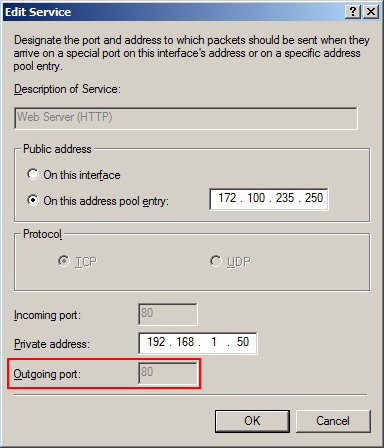 Edit Service
Designate the port and address to which packets should be sent when they
arrive on a special port on this interface's address or on a specific address
pool entry.
Description of Service:
Web Server (HTTP)
Public address
On this interface
On this address pool entry: 172 . 100 . 235 . 250
Protocol
TCP UDP
Incoming port: 80
Private address: 192 . 168 . 1 . 50
Outgoing port: 80
OK Cancel